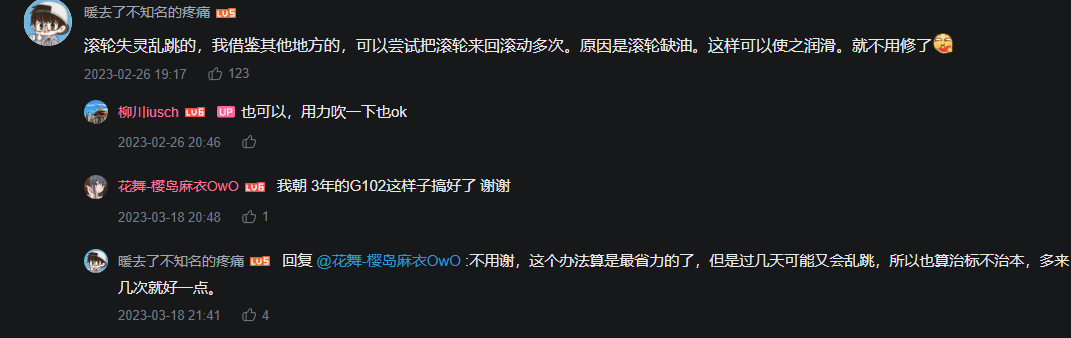 暖去了不知名的疼痛 LV5
滚轮失灵乱跳的，我借鉴其他地方的，可以尝试把滚轮来回滚动多次。原因是滚轮缺油。这样可以使之润滑。就不用修了
2023-02-26 19:17 123
柳川iusch LV6 UP 也可以，用力吹一下也ok
2023-02-26 20:46
花舞-樱岛麻衣OwO LV6 我朝 3年的G102这样子搞好了 谢谢
2023-03-18 20:48 1
暖去了不知名的疼痛 LV5 回复 @花舞-樱岛麻衣OwO :不用谢，这个办法算是最省力的了，但是过几天可能又会乱跳，所以也算治标不治本，多来
几次就好一点。
2023-03-18 21:41 4